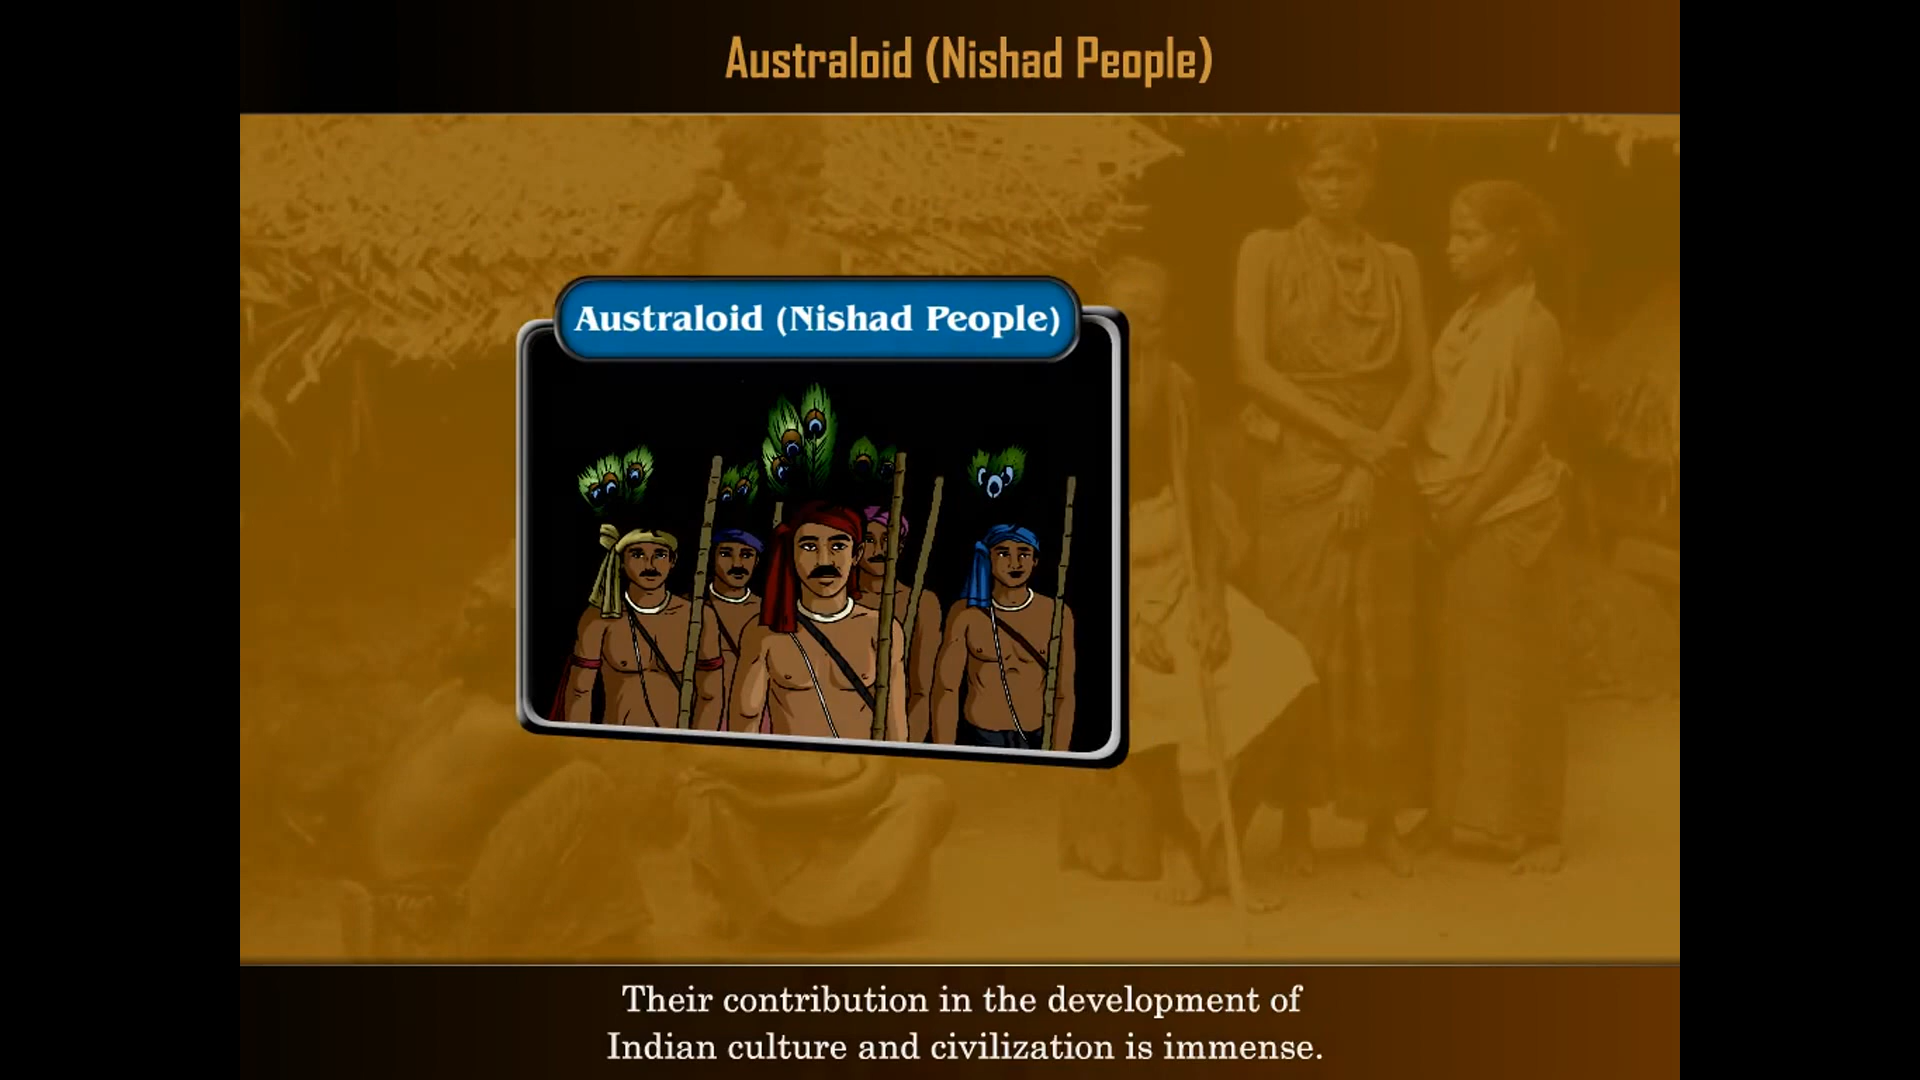 Australoid (Nishad People)
Australoid (Nishad People)
Their contribution in the development of
Indian culture and civilization is immense.